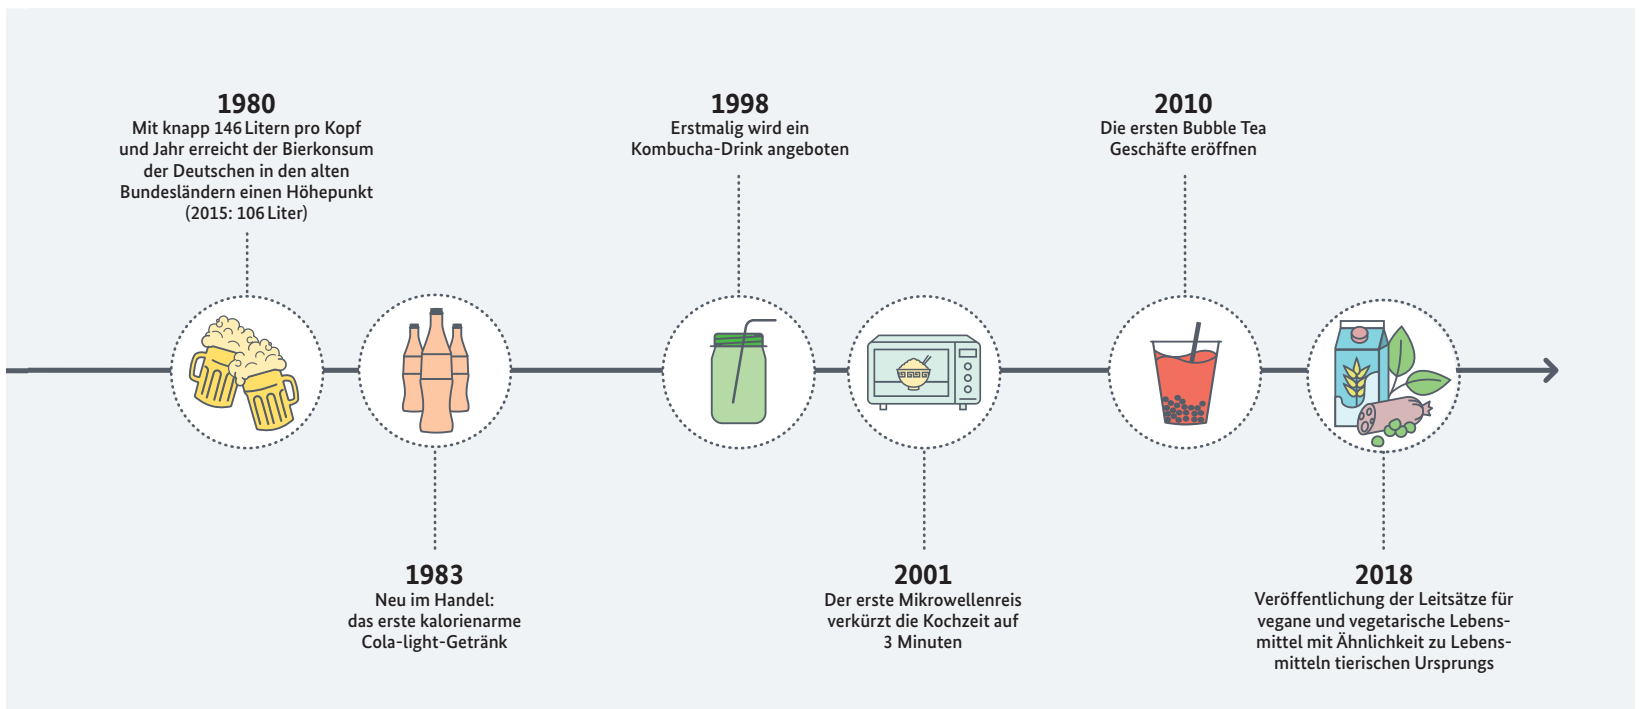 1980
Mit knapp 146 Litern pro Kopf
und Jahr erreicht der Bierkonsum
der Deutschen in den alten
Bundesländern einen Höhepunkt
(2015: 106 Liter)
1983
Neu im Handel:
das erste kalorienarme
Cola-light-Getränk
1998
Erstmalig wird ein
Kombucha-Drink angeboten
2001
Der erste Mikrowellenreis
verkürzt die Kochzeit auf
3 Minuten
2010
Die ersten Bubble Tea
Geschäfte eröffnen
2018
Veröffentlichung der Leitsätze für
vegane und vegetarische Lebens-
mittel mit Ähnlichkeit zu Lebens-
mitteln tierischen Ursprungs